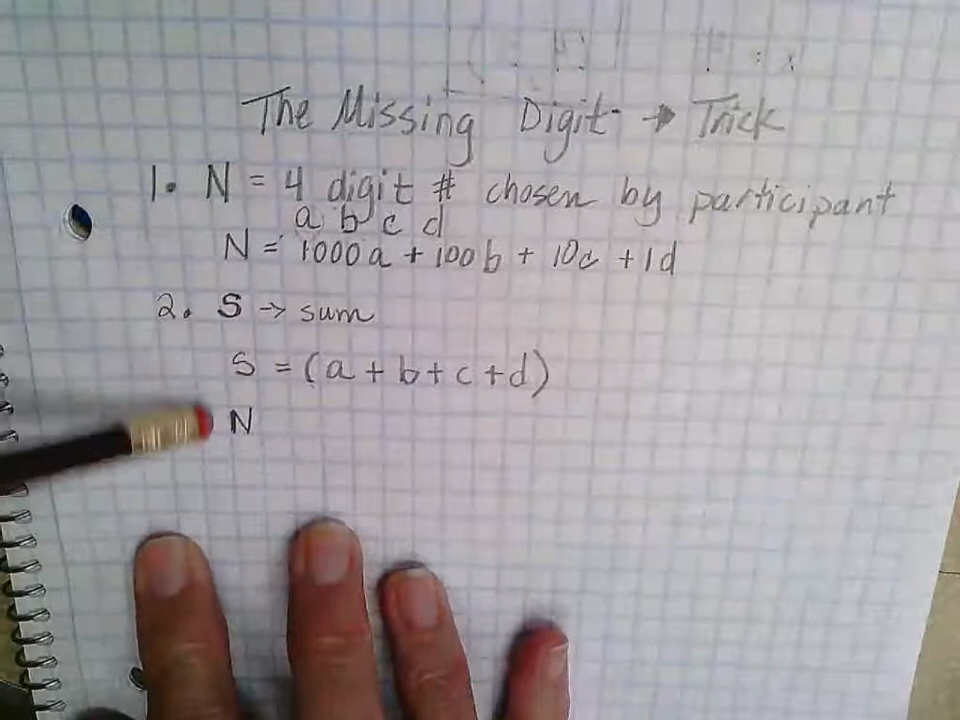 The Missing Digit → Trick
1. N = 4 digit # chosen by participant
a b c d
N = 1000a + 100b + 10c + 1d
2. S → sum
S = (a + b + c + d)
N